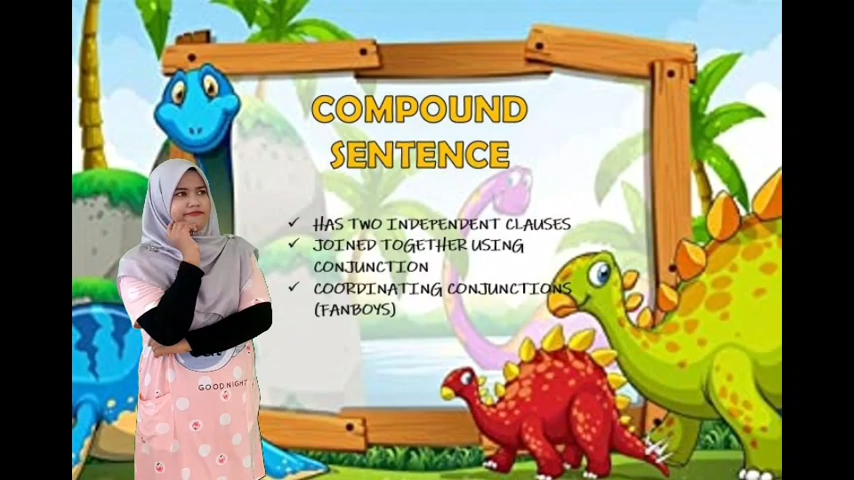 COMPOUND
SENTENCE
✓ HAS TWO INDEPENDENT CLAUSES
✓ JOINED TOGETHER USING
CONJUNCTION
✓ COORDINATING CONJUNCTIONS
(FANBOYS)
GOOD NIGHT